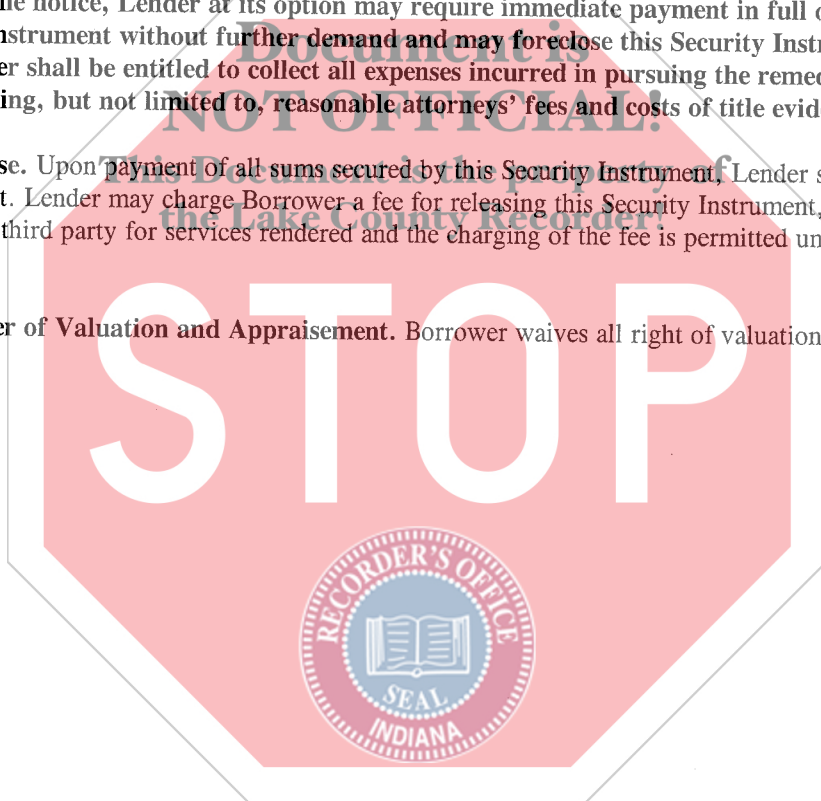 ne notice, Lender at its option may require immediate payment in full o
Document is
nstrument without further demand and may foreclose this Security Instr
er shall be entitled to collect all expenses incurred in pursuing the remed
NOT OFFICIAL!
ing, but not limited to, reasonable attorneys' fees and costs of title evid
This Document is the property of
se. Upon payment of all sums secured by this Security Instrument, Lender s
t. Lender may charge Borrower a fee for releasing this Security Instrument,
the Lake County Recorder!
third party for services rendered and the charging of the fee is permitted un
er of Valuation and Appraisement. Borrower waives all right of valuation
STOP
RECORDER'S OFFICE
SEAL
INDIANA